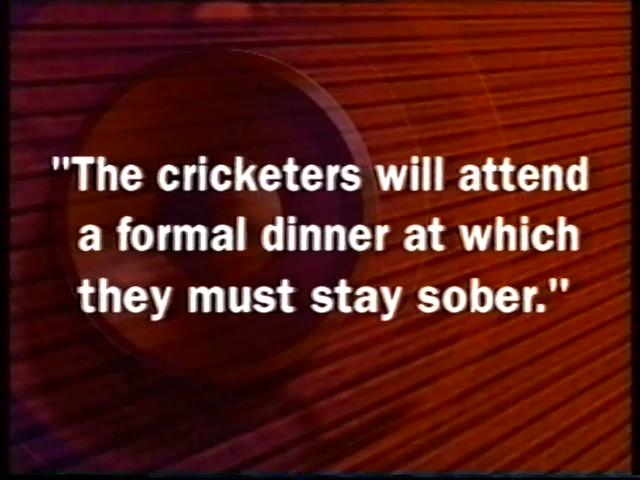 "The cricketers will attend
a formal dinner at which
they must stay sober."